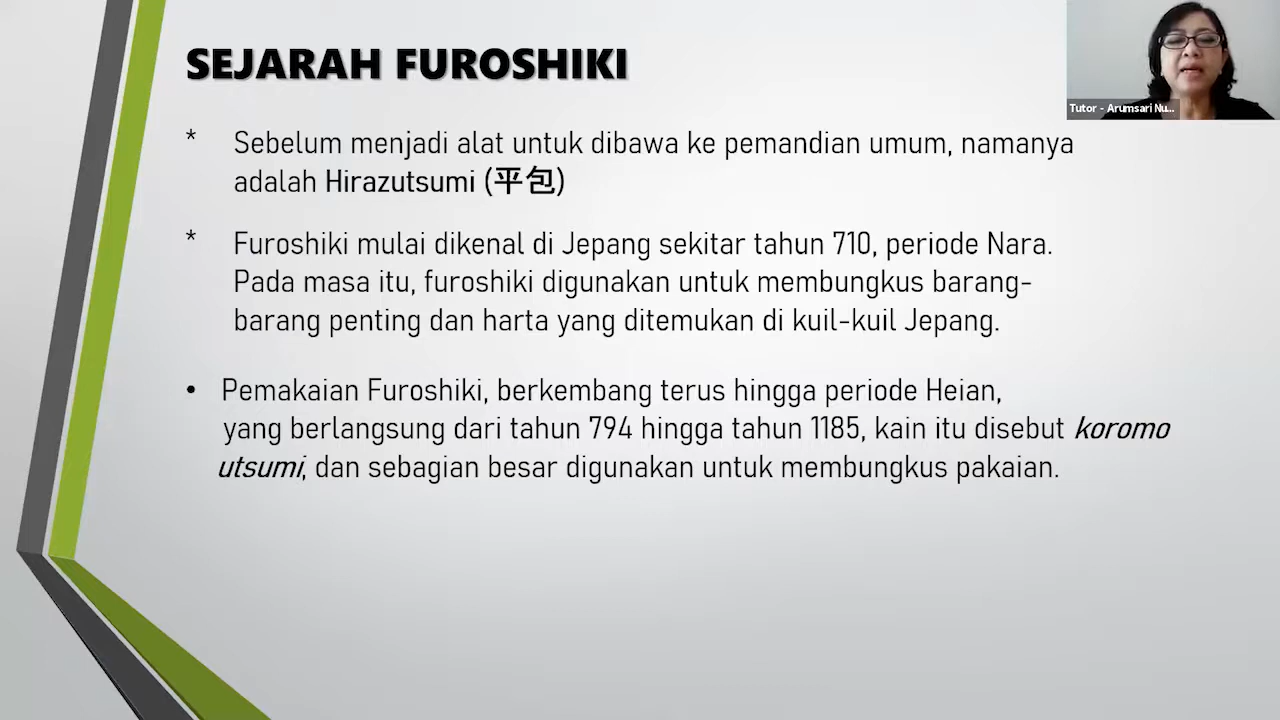 SEJARAH FUROSHIKI
Tutor - Arumsari Nu...
* Sebelum menjadi alat untuk dibawa ke pemandian umum, namanya
adalah Hirazutsumi (平包)
* Furoshiki mulai dikenal di Jepang sekitar tahun 710, periode Nara.
Pada masa itu, furoshiki digunakan untuk membungkus barang-
barang penting dan harta yang ditemukan di kuil-kuil Jepang.
• Pemakaian Furoshiki, berkembang terus hingga periode Heian,
yang berlangsung dari tahun 794 hingga tahun 1185, kain itu disebut koromo
utsumi, dan sebagian besar digunakan untuk membungkus pakaian.